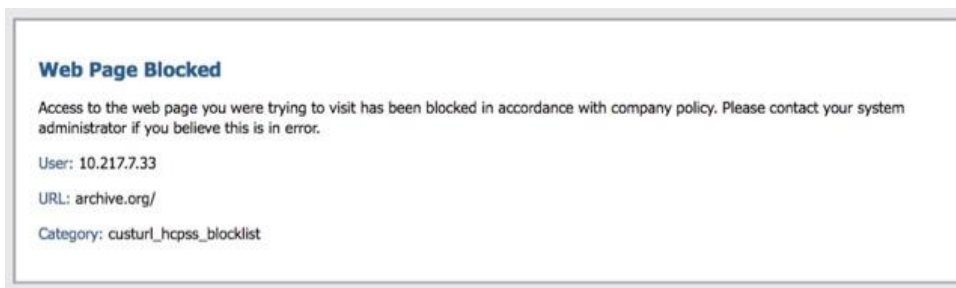 Web Page Blocked
Access to the web page you were trying to visit has been blocked in accordance with company policy. Please contact your system
administrator if you believe this is in error.
User: 10.217.7.33
URL: archive.org/
Category: custurl_hcpss_blocklist